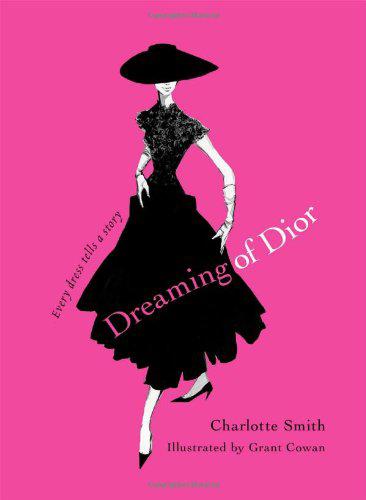 Every dress tells a story
Dreaming of Dior
Charlotte Smith
Illustrated by Grant Cowan